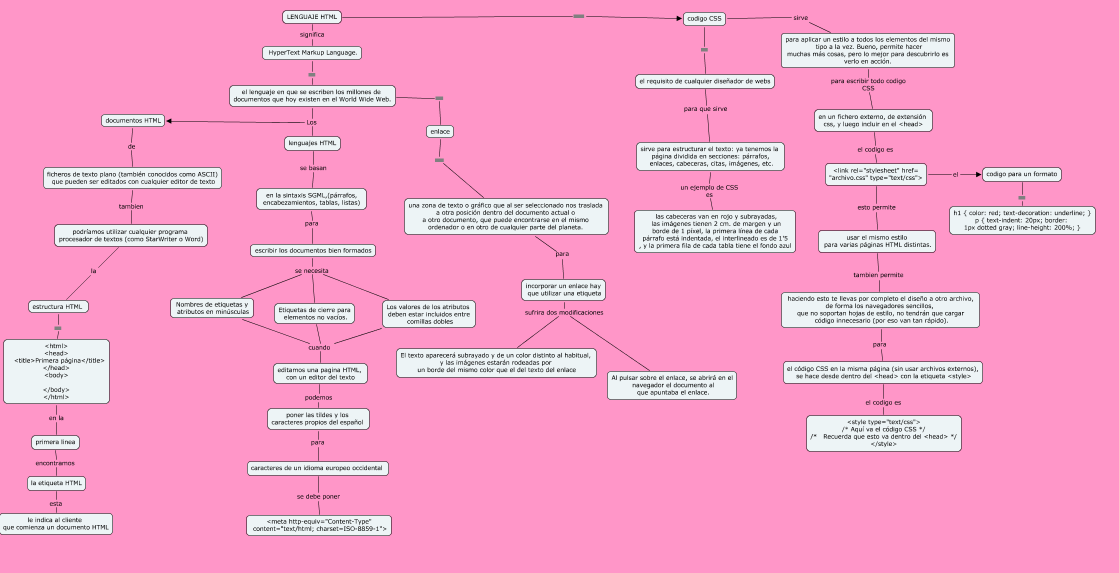 LENGUAJE HTML
significa
HyperText Markup Language.
el lenguaje en que se escriben los millones de
documentos que hoy existen en el World Wide Web.
Los
documentos HTML
de
ficheros de texto plano (también conocidos como ASCII)
que pueden ser editados con cualquier editor de texto
tambien
podríamos utilizar cualquier programa
procesador de textos (como StarWriter o Word)
la
estructura HTML
<html>
<head>
<title>Primera página</title>
</head>
<body>
</body>
</html>
en la
primera linea
encontramos
la etiqueta HTML
esta
le indica al cliente
que comienza un documento HTML
lenguajes HTML
se basan
en la sintaxis SGML,(párrafos,
encabezamientos, tablas, listas)
para
escribir los documentos bien formados
se necesita
Nombres de etiquetas y
atributos en minúsculas
Etiquetas de cierre para
elementos no vacíos.
Los valores de los atributos
deben estar incluidos entre
comillas dobles
cuando
editamos una pagina HTML,
con un editor del texto
podemos
poner las tildes y los
caracteres propios del español
para
caracteres de un idioma europeo occidental
se debe poner
<meta http-equiv="Content-Type"
content="text/html; charset=ISO-8859-1">
enlace
una zona de texto o gráfico que al ser seleccionado nos traslada
a otra posición dentro del documento actual o
a otro documento, que puede encontrarse en el mismo
ordenador o en otro de cualquier parte del planeta.
para
incorporar un enlace hay
que utilizar una etiqueta
sufrira dos modificaciones
El texto aparecerá subrayado y de un color distinto al habitual,
y las imágenes estarán rodeadas por
un borde del mismo color que el del texto del enlace
Al pulsar sobre el enlace, se abrirá en el
navegador el documento al
que apuntaba el enlace.
codigo CSS
el requisito de cualquier diseñador de webs
para que sirve
sirve para estructurar el texto: ya tenemos la
página dividida en secciones: párrafos,
enlaces, cabeceras, citas, imágenes, etc.
un ejemplo de CSS
es
las cabeceras van en rojo y subrayadas,
las imágenes tienen 2 cm. de margen y un
borde de 1 píxel, la primera línea de cada
párrafo está indentada, el interlineado es de 1'5
, y la primera fila de cada tabla tiene el fondo azul
sirve
para aplicar un estilo a todos los elementos del mismo
tipo a la vez. Bueno, permite hacer
muchas más cosas, pero lo mejor para descubrirlo es
verlo en acción.
para escribir todo codigo
CSS
en un fichero externo, de extensión
css, y luego incluir en el <head>
el codigo es
<link rel="stylesheet" href=
"archivo.css" type="text/css">
el
codigo para un formato
h1 { color: red; text-decoration: underline; }
p { text-indent: 20px; border:
1px dotted gray; line-height: 200%; }
esto permite
usar el mismo estilo
para varias páginas HTML distintas.
tambien permite
haciendo esto te llevas por completo el diseño a otro archivo,
de forma los navegadores sencillos,
que no soportan hojas de estilo, no tendrán que cargar
código innecesario (por eso van tan rápido).
para
el código CSS en la misma página (sin usar archivos externos),
se hace desde dentro del <head> con la etiqueta <style>
el codigo es
<style type="text/css">
/* Aquí va el código CSS */
/* Recuerda que esto va dentro del <head> */
</style>